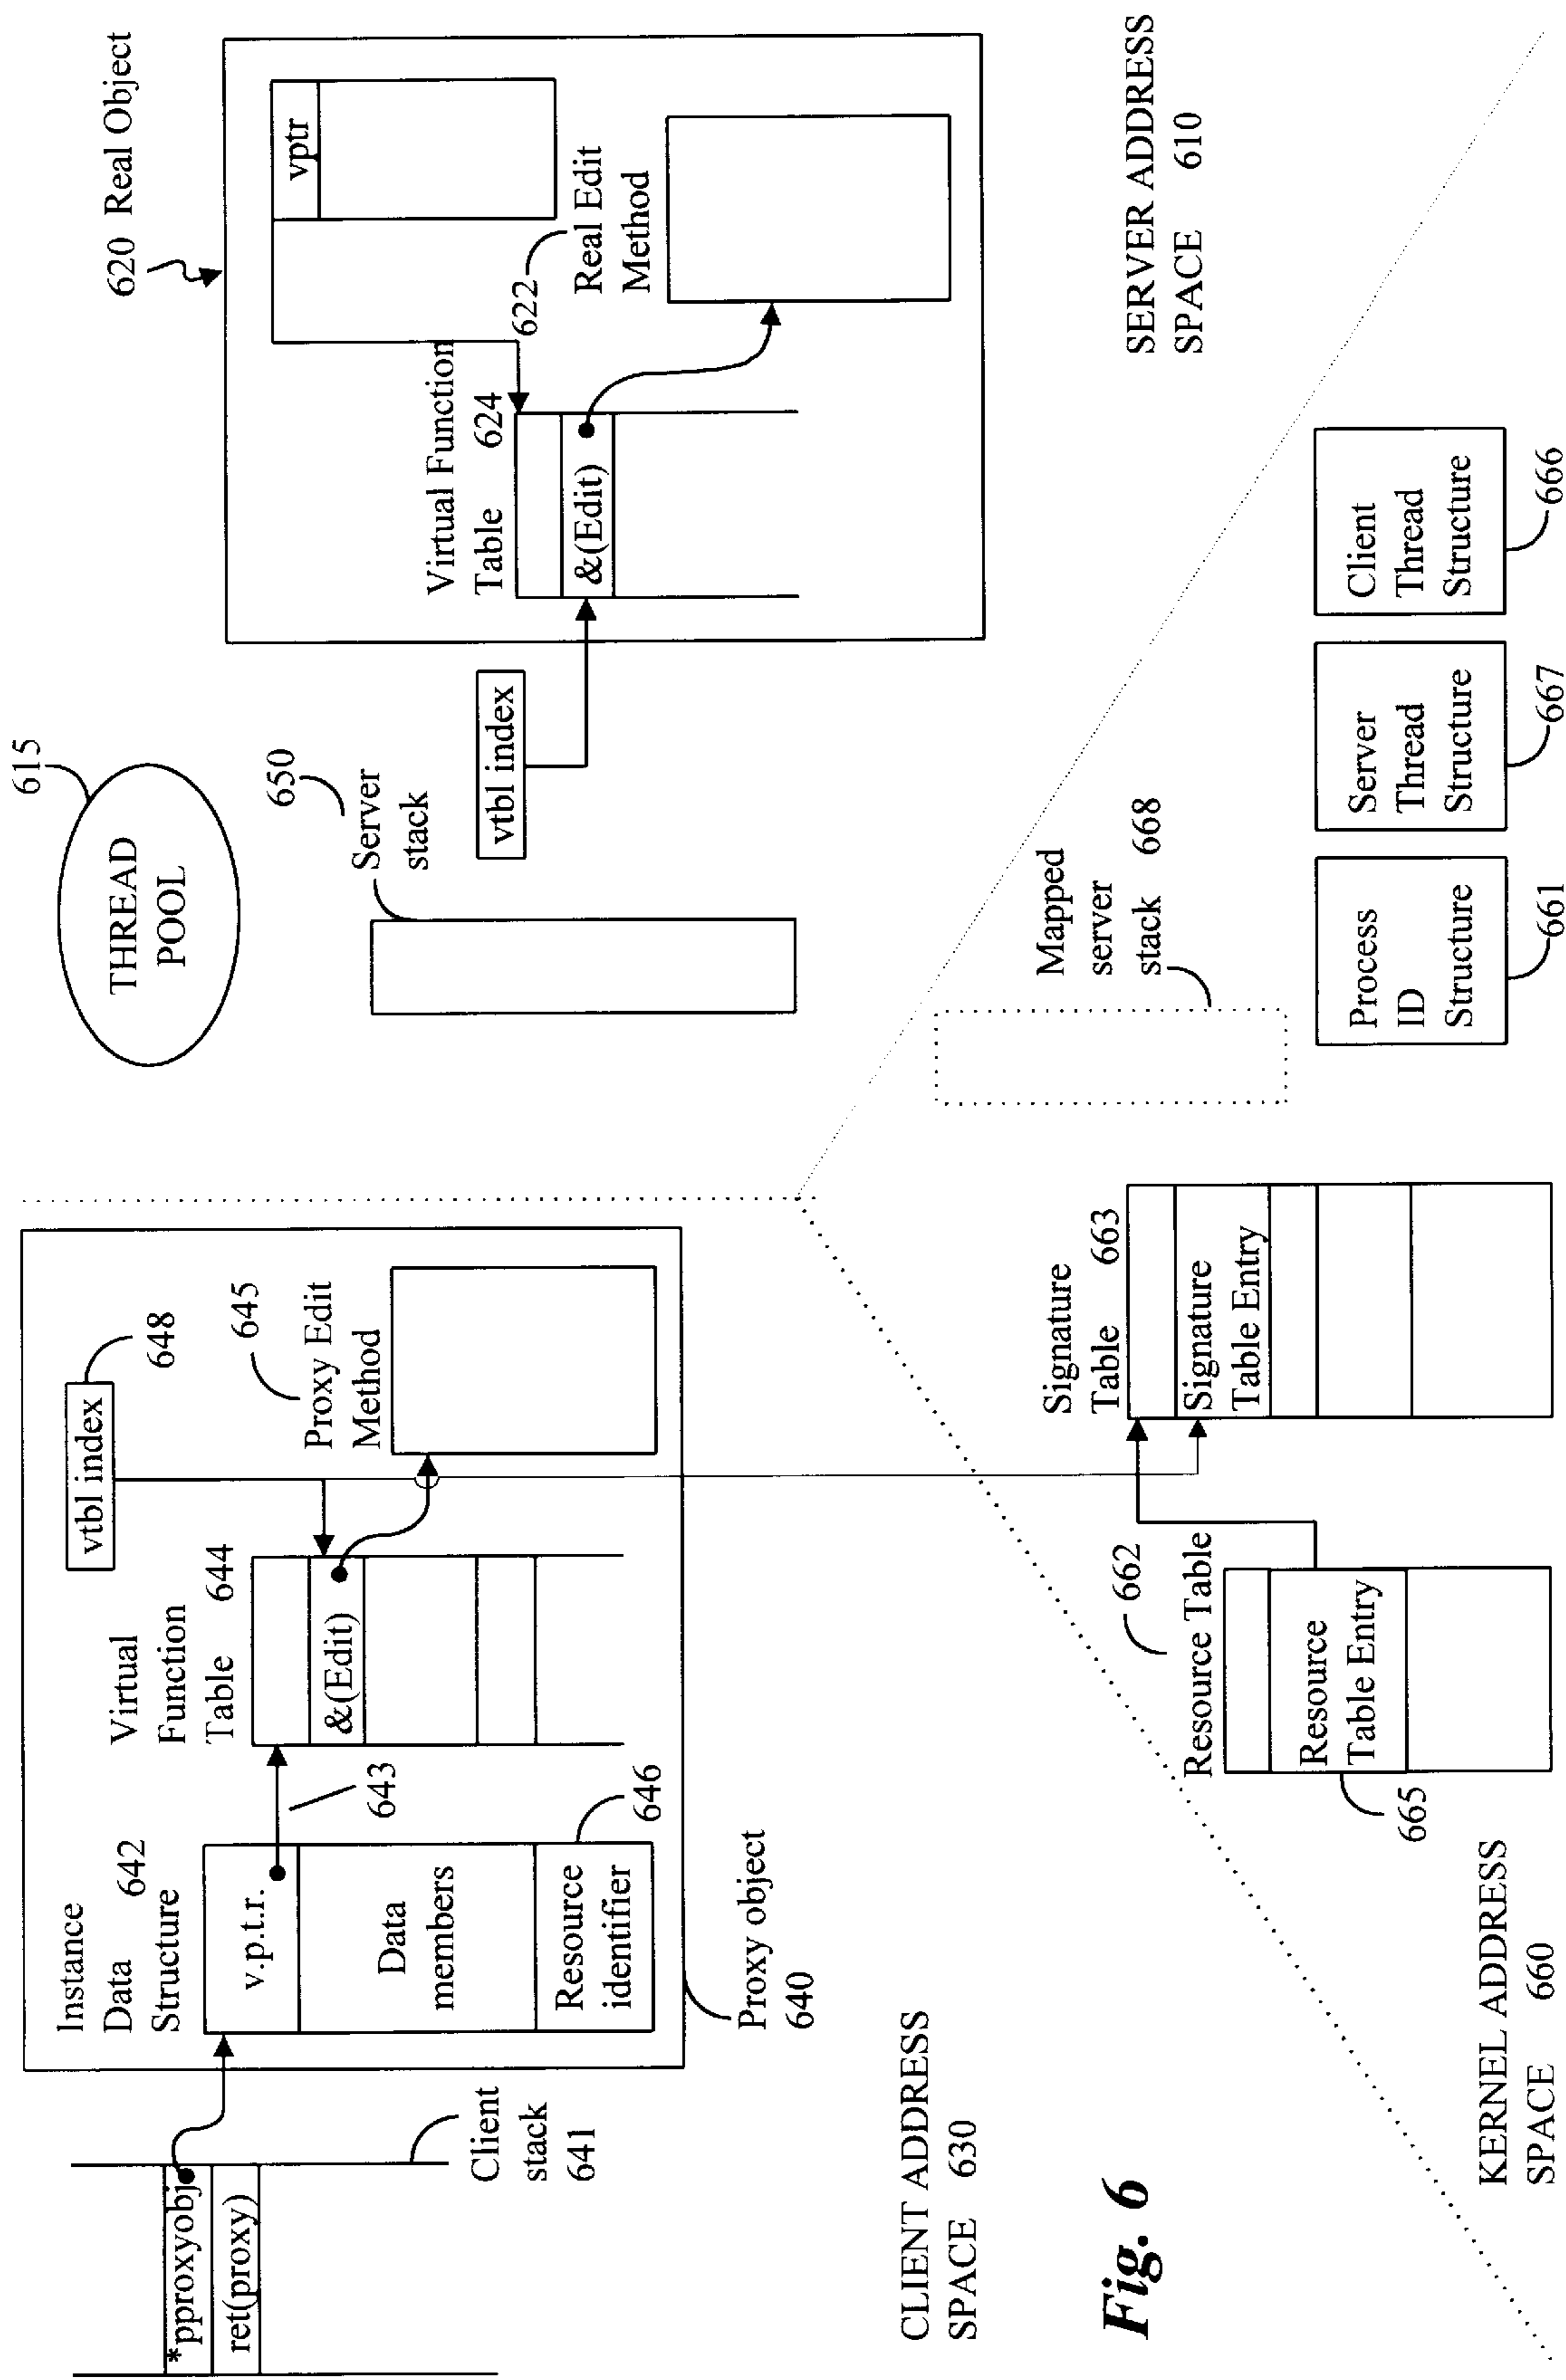 *pproxyobj
ret(proxy)
Client
stack
641
Instance
Data 642
Structure
v.p.t.r.
Data
members
Resource
identifier
646
643
Virtual
Function
Table 644
&(Edit)
vtbl index
648
645
Proxy Edit
Method
Proxy object
640
CLIENT ADDRESS
SPACE 630
615
THREAD
POOL
650
Server
stack
vtbl index
620 Real Object
vptr
Virtual Function
Table 624
&(Edit)
622
Real Edit
Method
SERVER ADDRESS
SPACE 610
662
Resource Table
Resource
Table Entry
665
Signature
Table 663
Signature
Table Entry
Mapped
server
stack 668
Process
ID
Structure
661
Server
Thread
Structure
667
Client
Thread
Structure
666
KERNEL ADDRESS
SPACE 660
Fig. 6